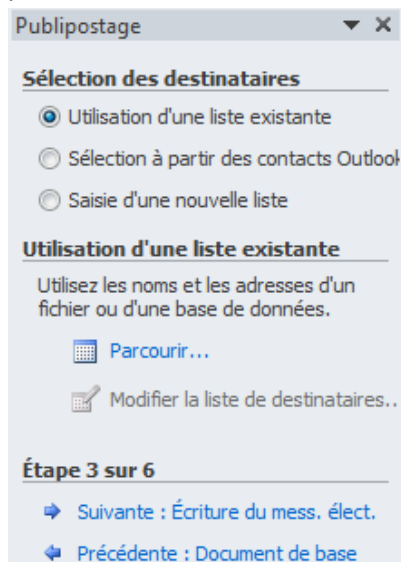 Publipostage
Sélection des destinataires
Utilisation d'une liste existante
Sélection à partir des contacts Outlook
Saisie d'une nouvelle liste
Utilisation d'une liste existante
Utilisez les noms et les adresses d'un
fichier ou d'une base de données.
Parcourir...
Modifier la liste de destinataires..
Étape 3 sur 6
Suivante : Écriture du mess. élect.
Précédente : Document de base